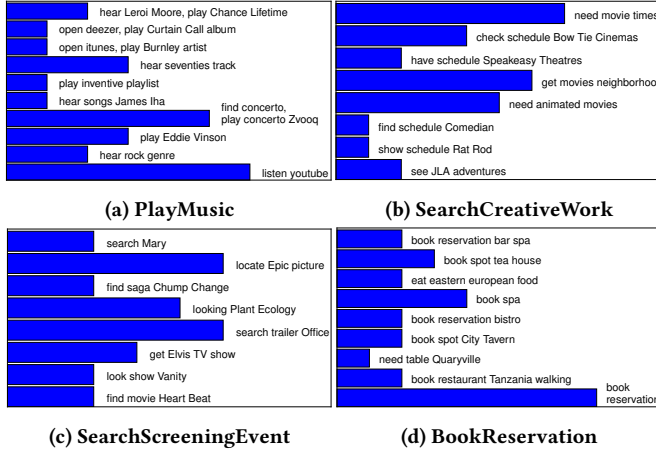 hear Leroi Moore, play Chance Lifetime
open deezer, play Curtain Call album
open itunes, play Burnley artist
hear seventies track
play inventive playlist
hear songs James Iha
find concerto,
play concerto Zvooq
play Eddie Vinson
hear rock genre
listen youtube
(a) PlayMusic
need movie times
check schedule Bow Tie Cinemas
have schedule Speakeasy Theatres
get movies neighborhoo
need animated movies
find schedule Comedian
show schedule Rat Rod
see JLA adventures
(b) SearchCreativeWork
search Mary
locate Epic picture
find saga Chump Change
looking Plant Ecology
search trailer Office
get Elvis TV show
look show Vanity
find movie Heart Beat
(c) SearchScreeningEvent
book reservation bar spa
book spot tea house
eat eastern european food
book spa
book reservation bistro
book spot City Tavern
need table Quaryville
book restaurant Tanzania walking
book
reservation
(d) BookReservation